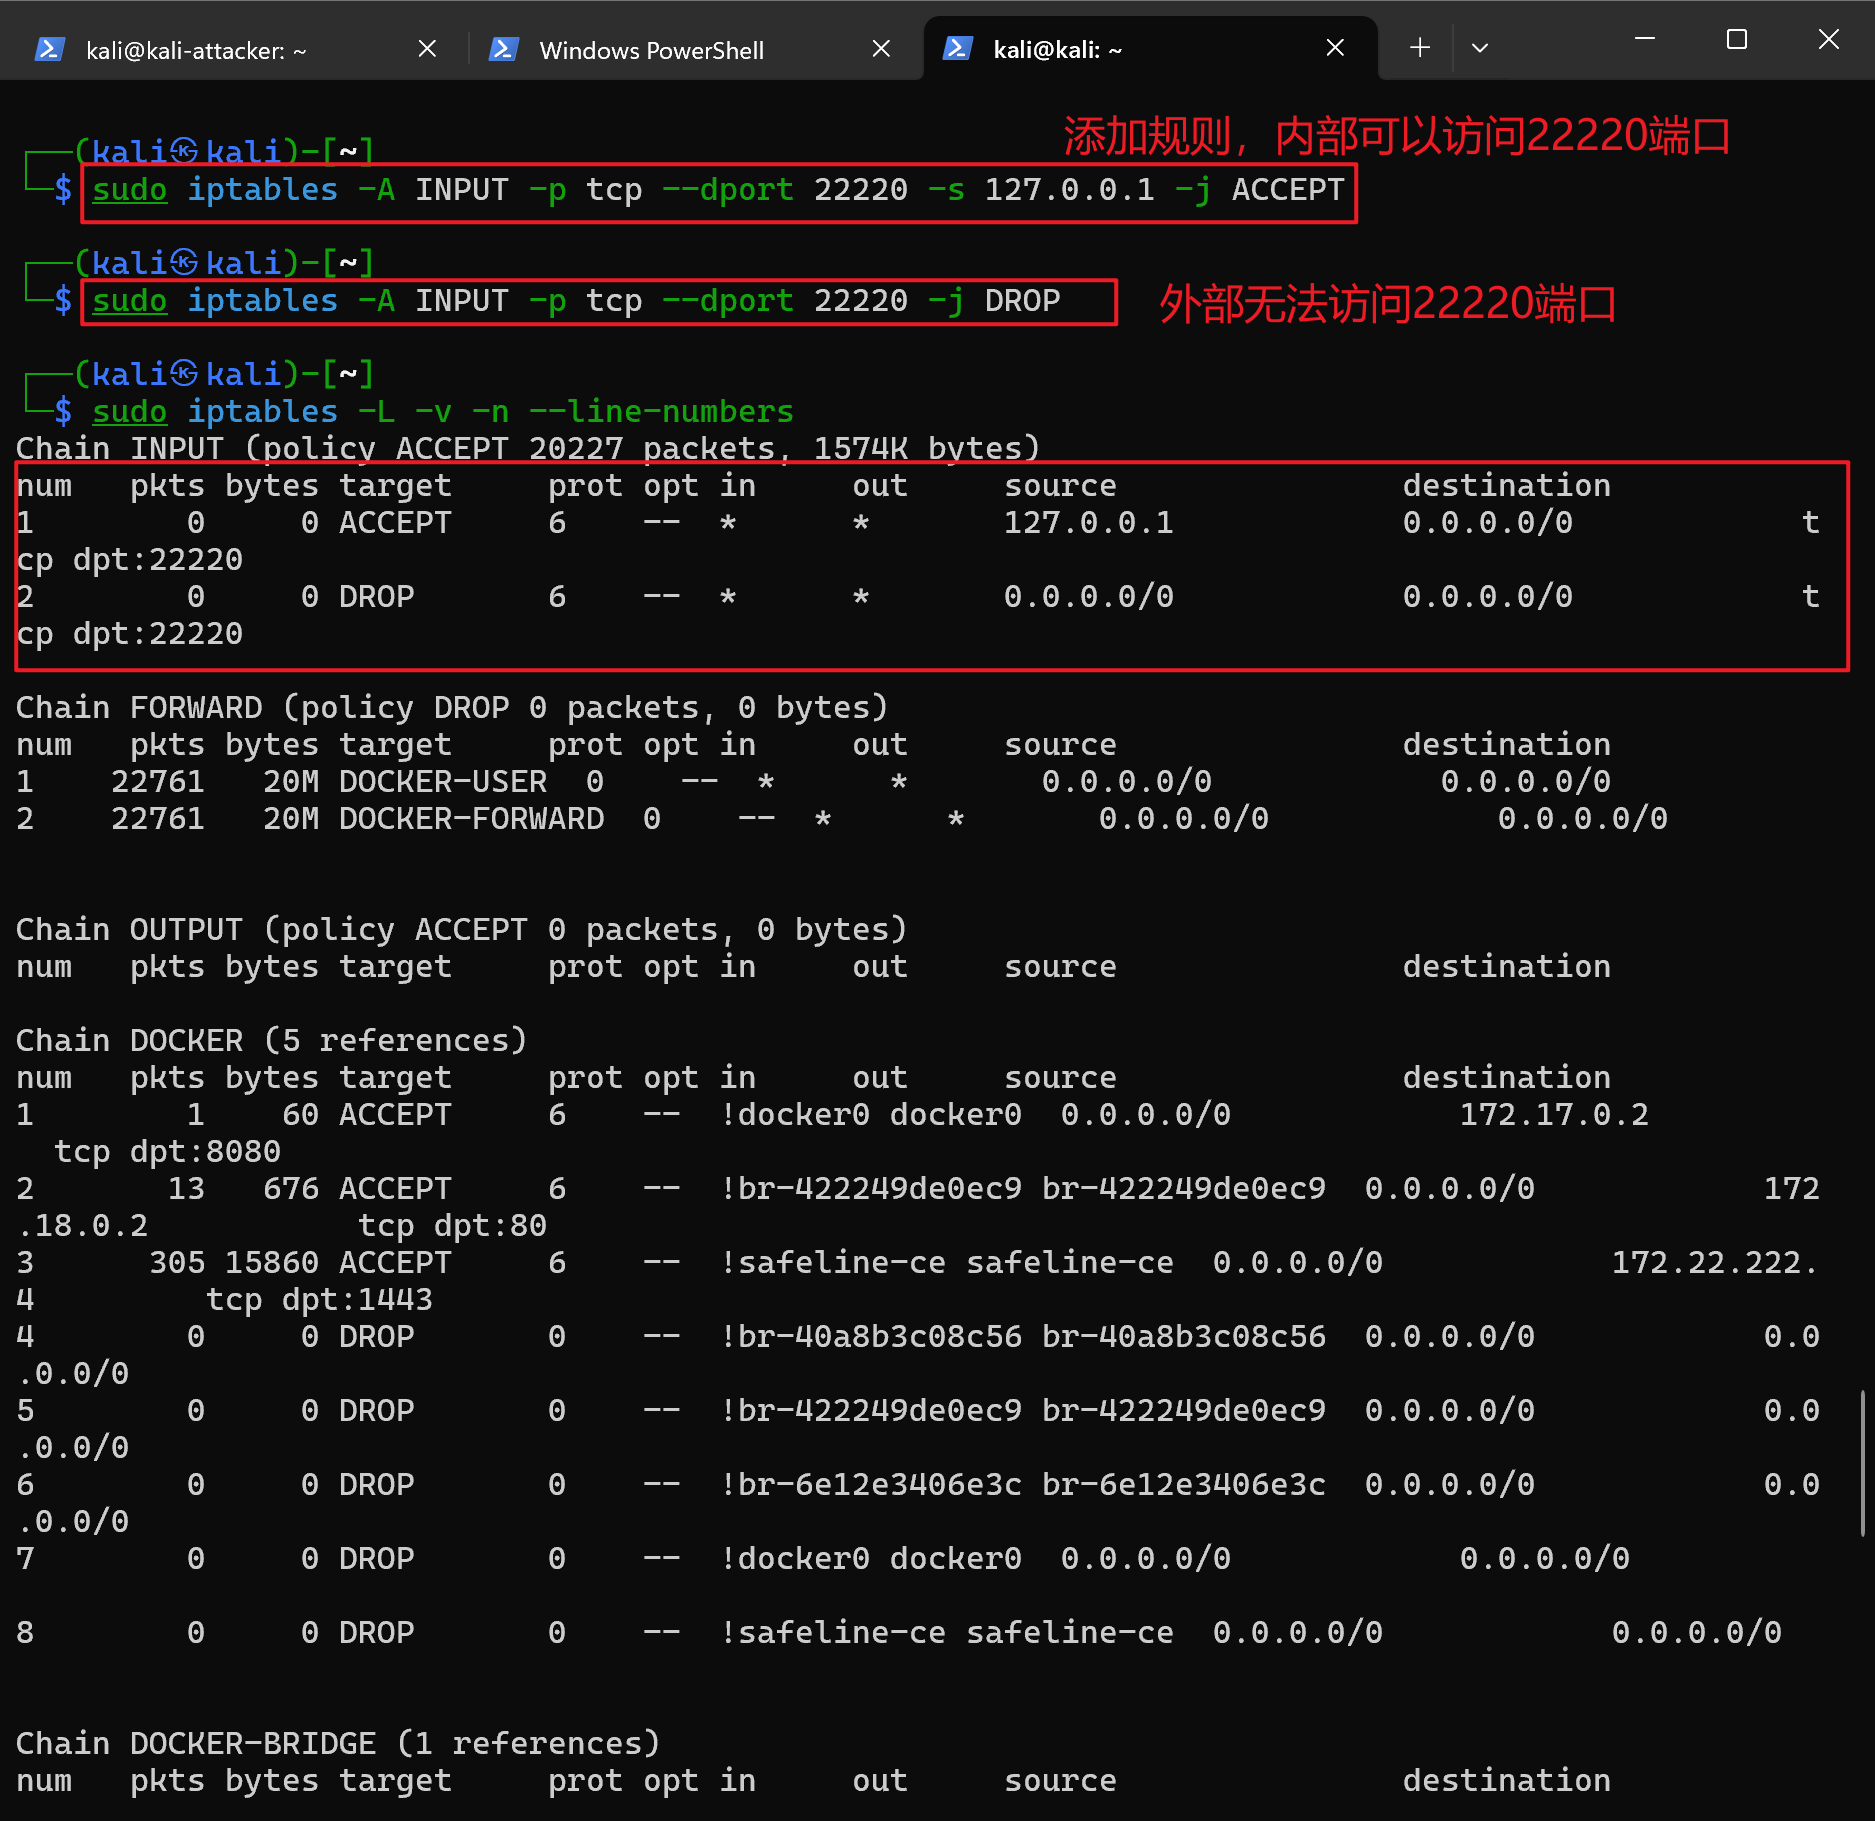 kali@kali-attacker: ~
Windows PowerShell
kali@kali: ~
添加规则，内部可以访问22220端口
┌──(kali㉿kali)-[~]
└─$ sudo iptables -A INPUT -p tcp --dport 22220 -s 127.0.0.1 -j ACCEPT
┌──(kali㉿kali)-[~]
└─$ sudo iptables -A INPUT -p tcp --dport 22220 -j DROP
外部无法访问22220端口
┌──(kali㉿kali)-[~]
└─$ sudo iptables -L -v -n --line-numbers
Chain INPUT (policy ACCEPT 20227 packets, 1574K bytes)
num   pkts bytes target     prot opt in     out     source               destination
1        0     0 ACCEPT     6    --  *      *       127.0.0.1            0.0.0.0/0            t
cp dpt:22220
2        0     0 DROP       6    --  *      *       0.0.0.0/0            0.0.0.0/0            t
cp dpt:22220
Chain FORWARD (policy DROP 0 packets, 0 bytes)
num   pkts bytes target     prot opt in     out     source               destination
1    22761   20M DOCKER-USER  0    --  *      *       0.0.0.0/0            0.0.0.0/0
2    22761   20M DOCKER-FORWARD  0    --  *      *       0.0.0.0/0            0.0.0.0/0
Chain OUTPUT (policy ACCEPT 0 packets, 0 bytes)
num   pkts bytes target     prot opt in     out     source               destination
Chain DOCKER (5 references)
num   pkts bytes target     prot opt in     out     source               destination
1        1    60 ACCEPT     6    --  !docker0 docker0  0.0.0.0/0            172.17.0.2
  tcp dpt:8080
2       13   676 ACCEPT     6    --  !br-422249de0ec9 br-422249de0ec9  0.0.0.0/0            172
.18.0.2           tcp dpt:80
3      305 15860 ACCEPT     6    --  !safeline-ce safeline-ce  0.0.0.0/0            172.22.222.
4         tcp dpt:1443
4        0     0 DROP       0    --  !br-40a8b3c08c56 br-40a8b3c08c56  0.0.0.0/0            0.0
.0.0/0
5        0     0 DROP       0    --  !br-422249de0ec9 br-422249de0ec9  0.0.0.0/0            0.0
.0.0/0
6        0     0 DROP       0    --  !br-6e12e3406e3c br-6e12e3406e3c  0.0.0.0/0            0.0
.0.0/0
7        0     0 DROP       0    --  !docker0 docker0  0.0.0.0/0            0.0.0.0/0
8        0     0 DROP       0    --  !safeline-ce safeline-ce  0.0.0.0/0            0.0.0.0/0
Chain DOCKER-BRIDGE (1 references)
num   pkts bytes target     prot opt in     out     source               destination